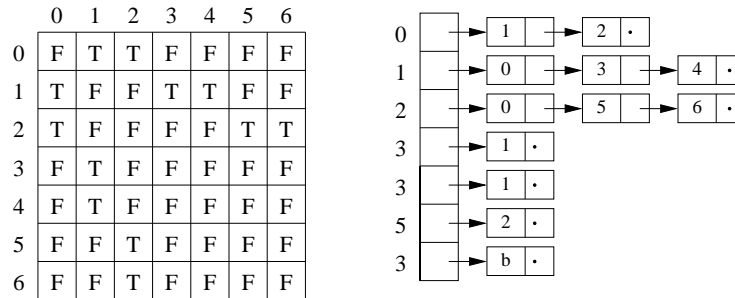 0 1 2 3 4 5 6
0 F T T F F F F
1 T F F T T F F
2 T F F F F T T
3 F T F F F F F
4 F T F F F F F
5 F F T F F F F
6 F F T F F F F
0 1 2
1 0 3 4
2 0 5 6
3 1
3 1
5 2
3 b